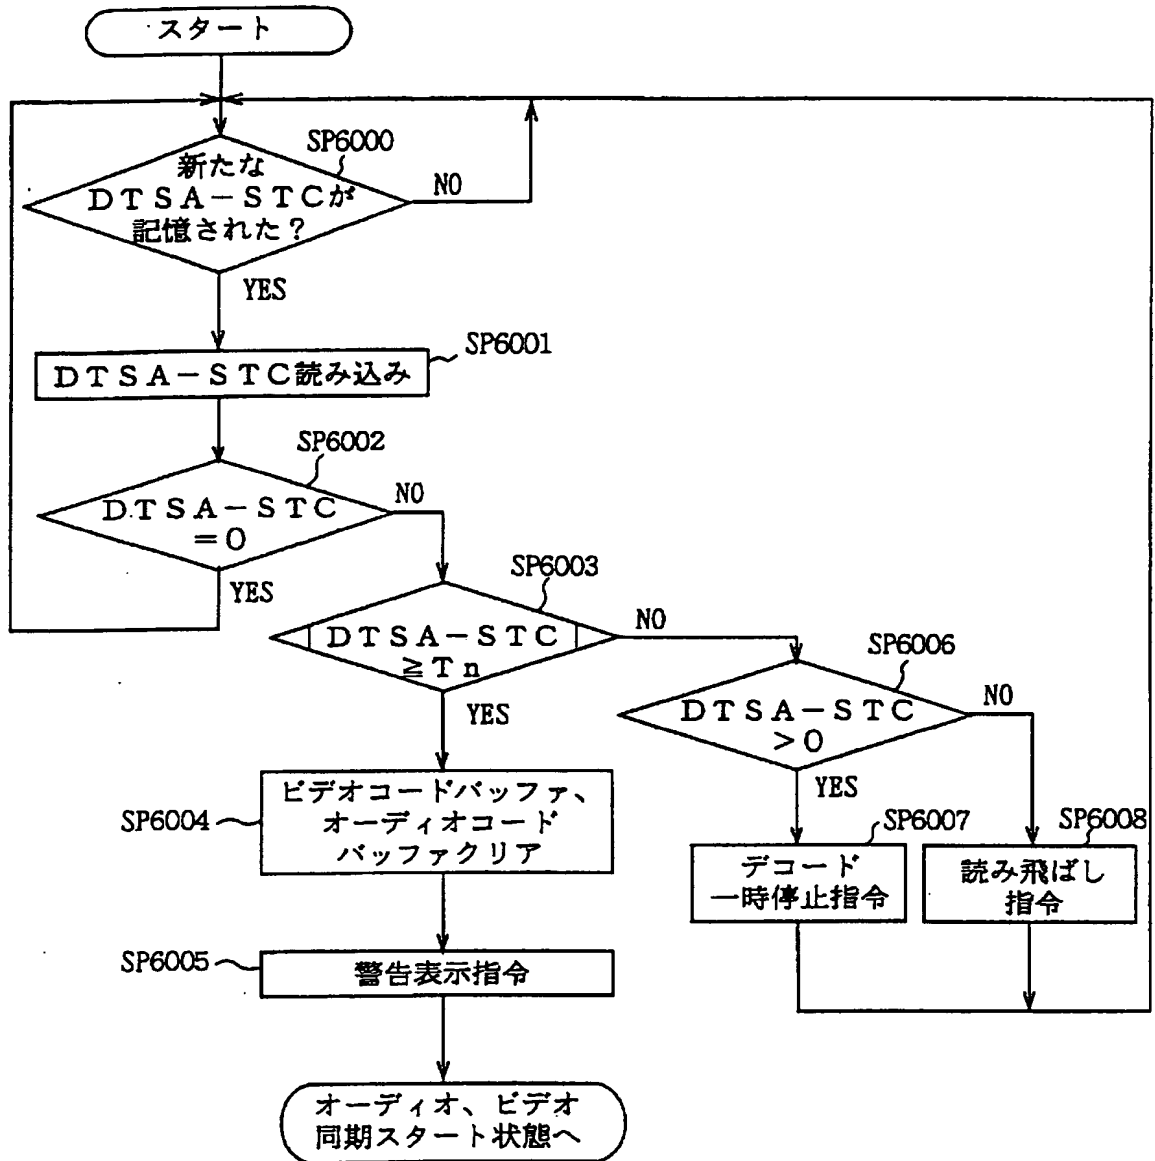 スタート
SP6000
新たな
DTSA−STCが
記憶された?
NO
YES
SP6001
DTSA−STC読み込み
SP6002
DTSA−STC
=0
NO
YES
SP6003
|DTSA−STC|
≧Tn
NO
YES
SP6006
DTSA−STC
>0
NO
YES
SP6004
ビデオコードバッファ、
オーディオコード
バッファクリア
SP6007
デコード
一時停止指令
SP6008
読み飛ばし
指令
SP6005
警告表示指令
オーディオ、ビデオ
同期スタート状態へ